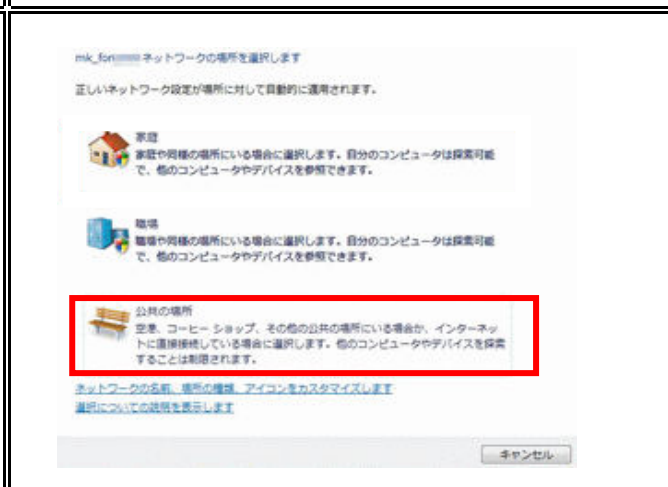 mk_fon ネットワークの場所を選択します
正しいネットワーク設定が場所に対して自動的に適用されます。
家庭
家庭や同様の場所にいる場合に選択します。自分のコンピュータは探索可能
で、他のコンピュータやデバイスを参照できます。
職場
職場や同様の場所にいる場合に選択します。自分のコンピュータは探索可能
で、他のコンピュータやデバイスを参照できます。
公共の場所
空港、コーヒー ショップ、その他の公共の場所にいる場合か、インターネッ
トに直接接続している場合に選択します。他のコンピュータやデバイスを探索
することは制限されます。
ネットワークの名前、場所の種類、アイコンをカスタマイズします
選択についての説明を表示します
キャンセル